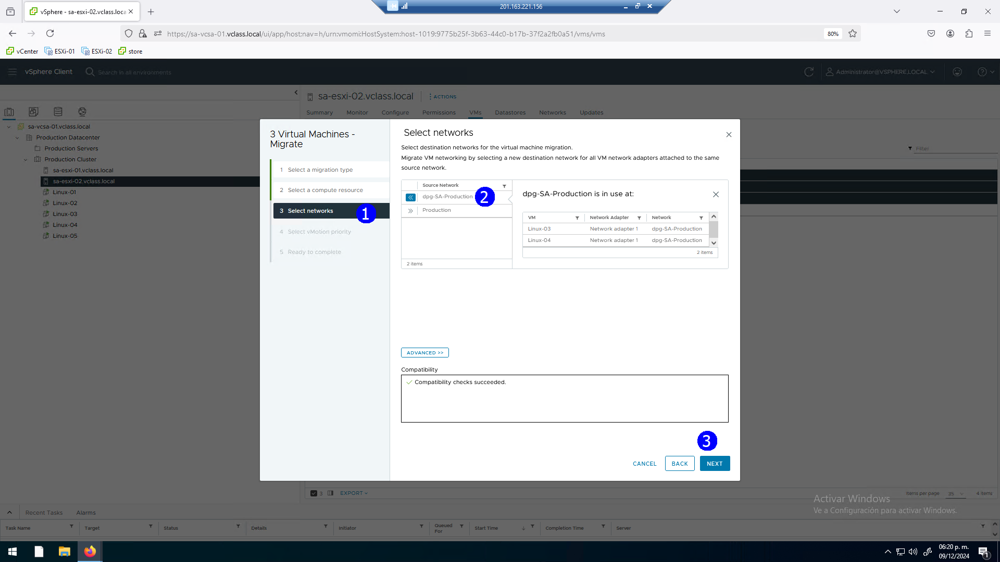 201.163.221.156
vSphere - sa-esxi-02.vclass.loca
https://sa-vcsa-01.vclass.local/ui/app/host;nav=h/urn:vmomi:HostSystem:host-1019:9775b25f-3b63-44c0-b17b-37f2a2fb0a51/vms/vms
80%
vCenter
ESXi-01
ESXi-02
store
vSphere Client
Search in all environments
Administrator@VSPHERE.LOCAL
sa-esxi-02.vclass.local
ACTIONS
Summary
Monitor
Configure
Permissions
VMs
Datastores
Networks
Updates
sa-vcsa-01.vclass.local
Production Datacenter
Production Servers
Production Cluster
sa-esxi-01.vclass.local
sa-esxi-02.vclass.local
Linux-01
Linux-02
Linux-03
Linux-04
Linux-05
Filter
3 Virtual Machines -
Migrate
1 Select a migration type
2 Select a compute resource
3 Select networks
1
4 Select vMotion priority
5 Ready to complete
Select networks
Select destination networks for the virtual machine migration.
Migrate VM networking by selecting a new destination network for all VM network adapters attached to the same
source network.
Source Network
dpg-SA-Production
2
Production
2 items
dpg-SA-Production is in use at:
VM Network Adapter Network
Linux-03 Network adapter 1 dpg-SA-Production
Linux-04 Network adapter 1 dpg-SA-Production
2 items
ADVANCED >>
Compatibility
Compatibility checks succeeded.
3
CANCEL
BACK
NEXT
3
EXPORT
Items per page 35
4 items
Activar Windows
Ve a Configuración para activar Windows.
Recent Tasks
Alarms
Task Name
Target
Status
Details
Initiator
Queued
For
Start Time
Completion Time
Server
06:20 p. m.
09/12/2024
1